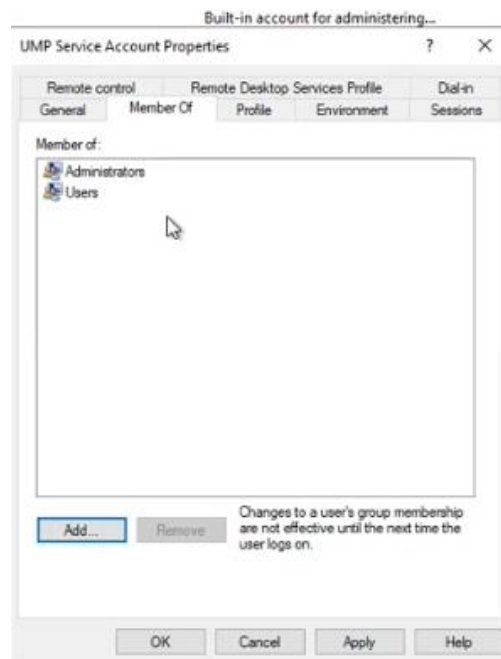 Built-in account for administering...
UMP Service Account Properties ? ×
Remote control Remote Desktop Services Profile Dial-in
General Member Of Profile Environment Sessions
Member of:
Administrators
Users
Add... Remove
Changes to a user's group membership
are not effective until the next time the
user logs on.
OK Cancel Apply Help